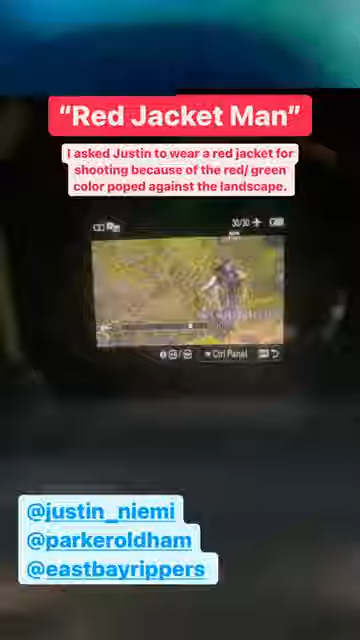 “Red Jacket Man”
I asked Justin to wear a red jacket for
shooting because of the red/ green
color poped against the landscape.
30/30
Ctrl Panel
@justin_niemi
@parkeroldham
@eastbayrippers